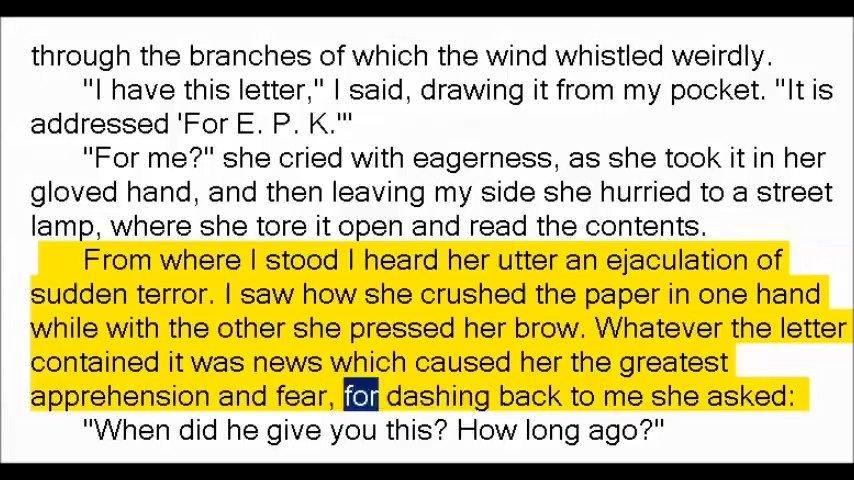 through the branches of which the wind whistled weirdly.
"I have this letter," I said, drawing it from my pocket. "It is
addressed 'For E. P. K.'"
"For me?" she cried with eagerness, as she took it in her
gloved hand, and then leaving my side she hurried to a street
lamp, where she tore it open and read the contents.
From where I stood I heard her utter an ejaculation of
sudden terror. I saw how she crushed the paper in one hand
while with the other she pressed her brow. Whatever the letter
contained it was news which caused her the greatest
apprehension and fear, for dashing back to me she asked:
"When did he give you this? How long ago?"